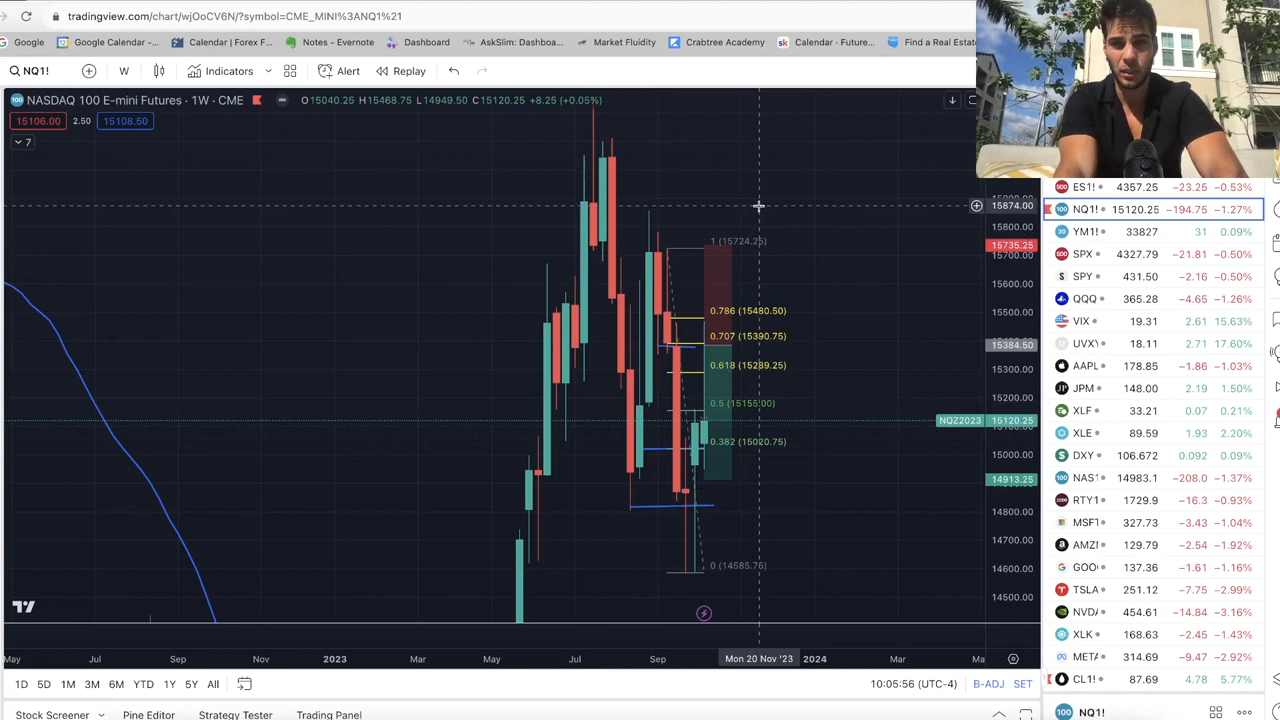 tradingview.com/chart/wjOoCV6N/?symbol=CME_MINI%3ANQ1%21
Google Google Calendar -... Calendar | Forex F... Notes - Evernote Dashboard AskSlim: Dashboa... Market Fluidity Crabtree Academy Calendar · Future... Find a Real Estate
NQ1! W Indicators Alert Replay
NASDAQ 100 E-mini Futures · 1W · CME O15040.25 H15468.75 L14949.50 C15120.25 +8.25 (+0.05%)
15106.00 2.50 15108.50
7
15874.00
15800.00
15735.25
15700.00
15600.00
15500.00
15384.50
15300.00
15200.00
NQZ2023 15120.25
15000.00
14913.25
14800.00
14700.00
14600.00
14500.00
1 (15724.25)
0.786 (15480.50)
0.707 (15390.75)
0.618 (15289.25)
0.5 (15155.00)
0.382 (15020.75)
0 (14585.76)
May Jul Sep Nov 2023 Mar May Jul Sep Mon 20 Nov '23 2024 Mar Ma
1D 5D 1M 3M 6M YTD 1Y 5Y All 10:05:56 (UTC-4) B-ADJ SET
Stock Screener Pine Editor Strategy Tester Trading Panel
ES1! 4357.25 −23.25 −0.53%
NQ1! 15120.25 −194.75 −1.27%
YM1! 33827 31 0.09%
SPX 4327.79 −21.81 −0.50%
SPY 431.50 −2.16 −0.50%
QQQ 365.28 −4.65 −1.26%
VIX 19.31 2.61 15.63%
UVXY 18.11 2.71 17.60%
AAPL 178.85 −1.86 −1.03%
JPM 148.00 2.19 1.50%
XLF 33.21 0.07 0.21%
XLE 89.59 1.93 2.20%
DXY 106.672 0.092 0.09%
NAS1 14983.1 −208.0 −1.37%
RTY1 1729.9 −16.3 −0.93%
MSFT 327.73 −3.43 −1.04%
AMZN 129.79 −2.54 −1.92%
GOO 137.36 −1.61 −1.16%
TSLA 251.12 −7.75 −2.99%
NVDA 454.61 −14.84 −3.16%
XLK 168.63 −2.45 −1.43%
META 314.69 −9.47 −2.92%
CL1! 87.69 4.78 5.77%
NQ1!